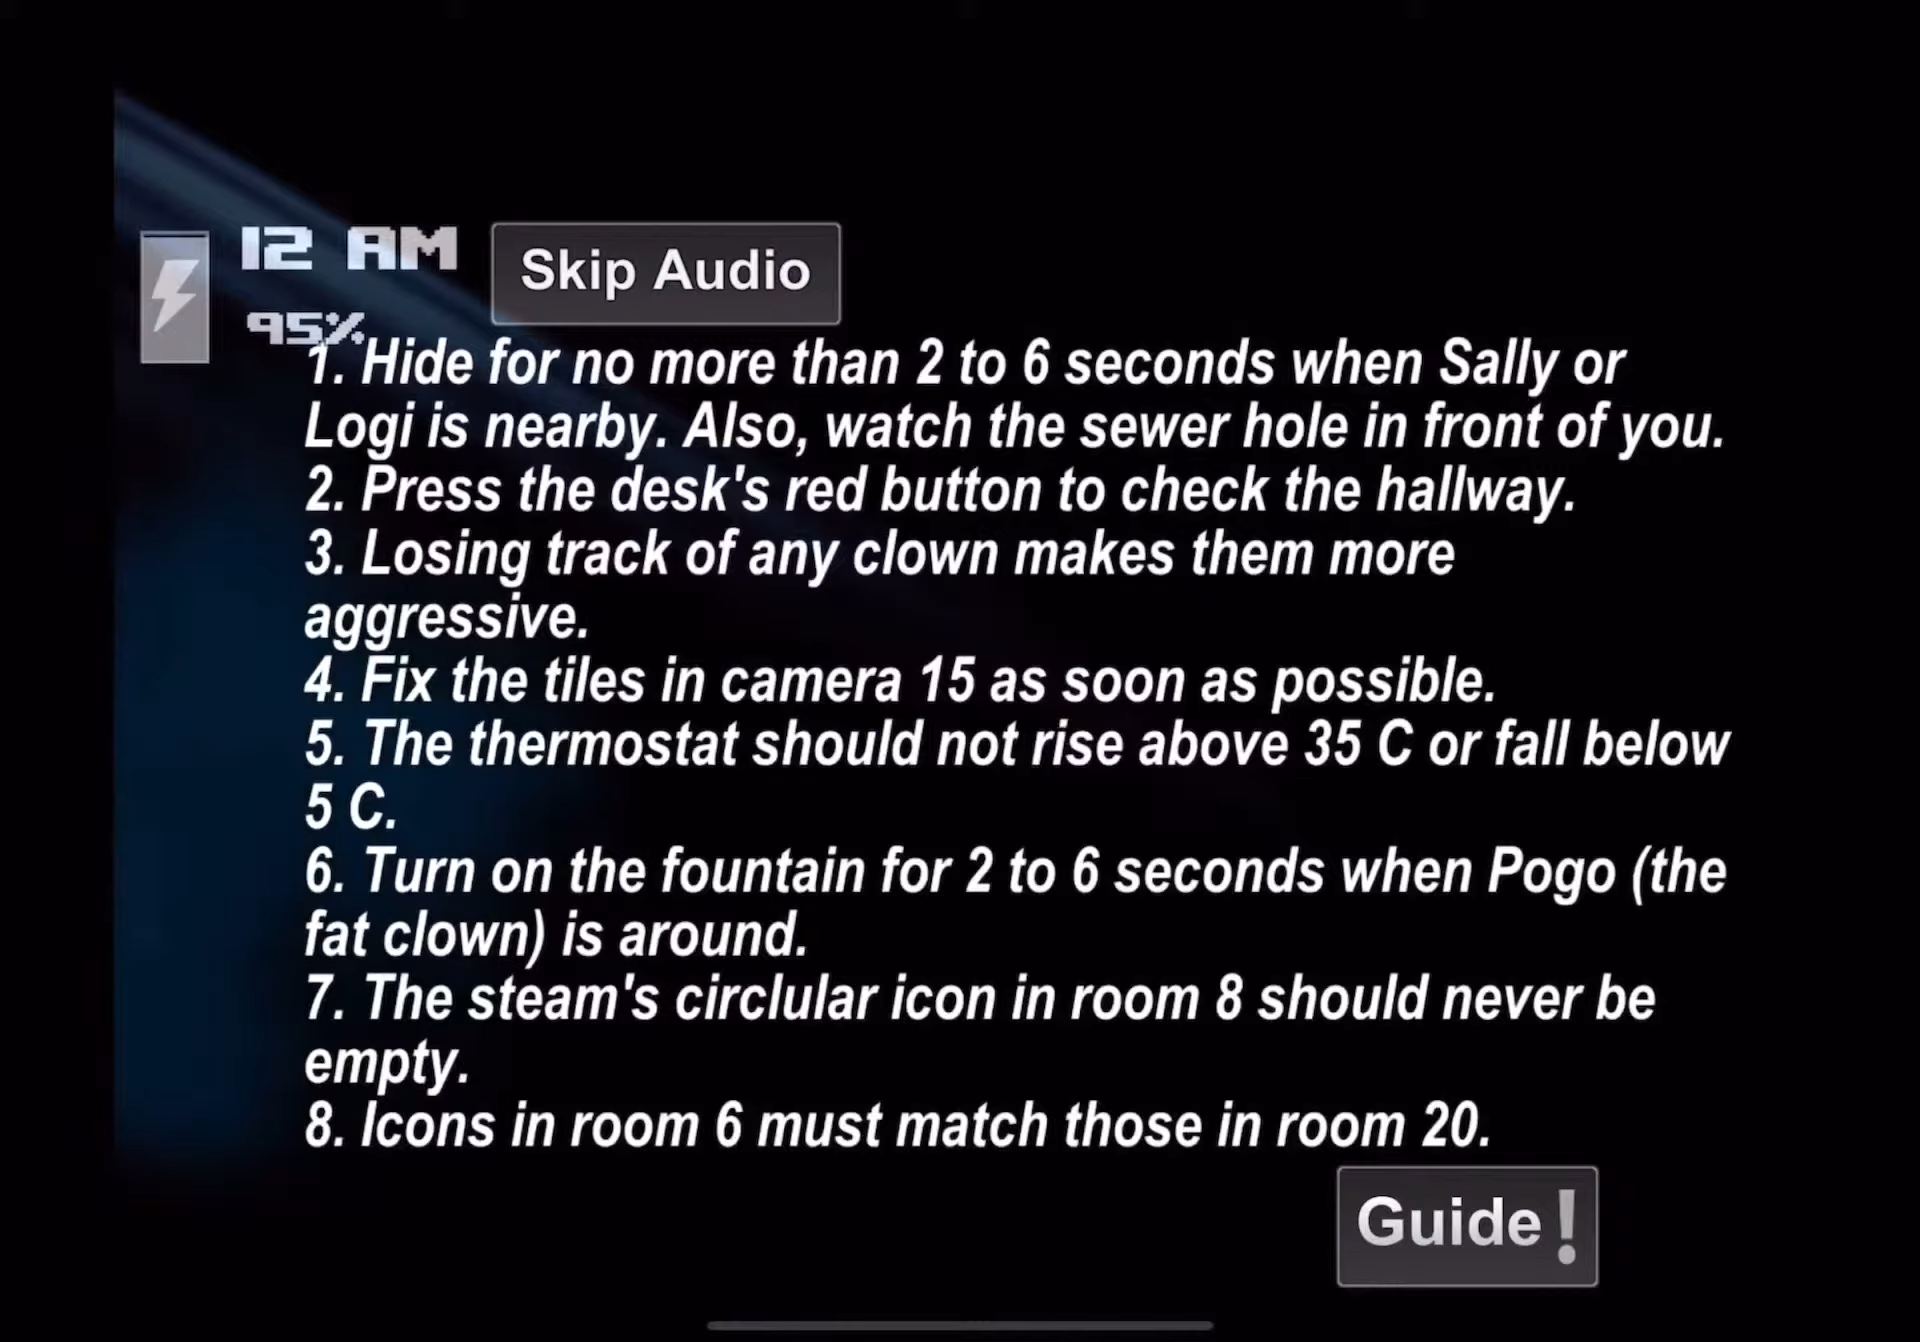 12 AM
Skip Audio
95%
1. Hide for no more than 2 to 6 seconds when Sally or
Logi is nearby. Also, watch the sewer hole in front of you.
2. Press the desk's red button to check the hallway.
3. Losing track of any clown makes them more
aggressive.
4. Fix the tiles in camera 15 as soon as possible.
5. The thermostat should not rise above 35 C or fall below
5 C.
6. Turn on the fountain for 2 to 6 seconds when Pogo (the
fat clown) is around.
7. The steam's circlular icon in room 8 should never be
empty.
8. Icons in room 6 must match those in room 20.
Guide!